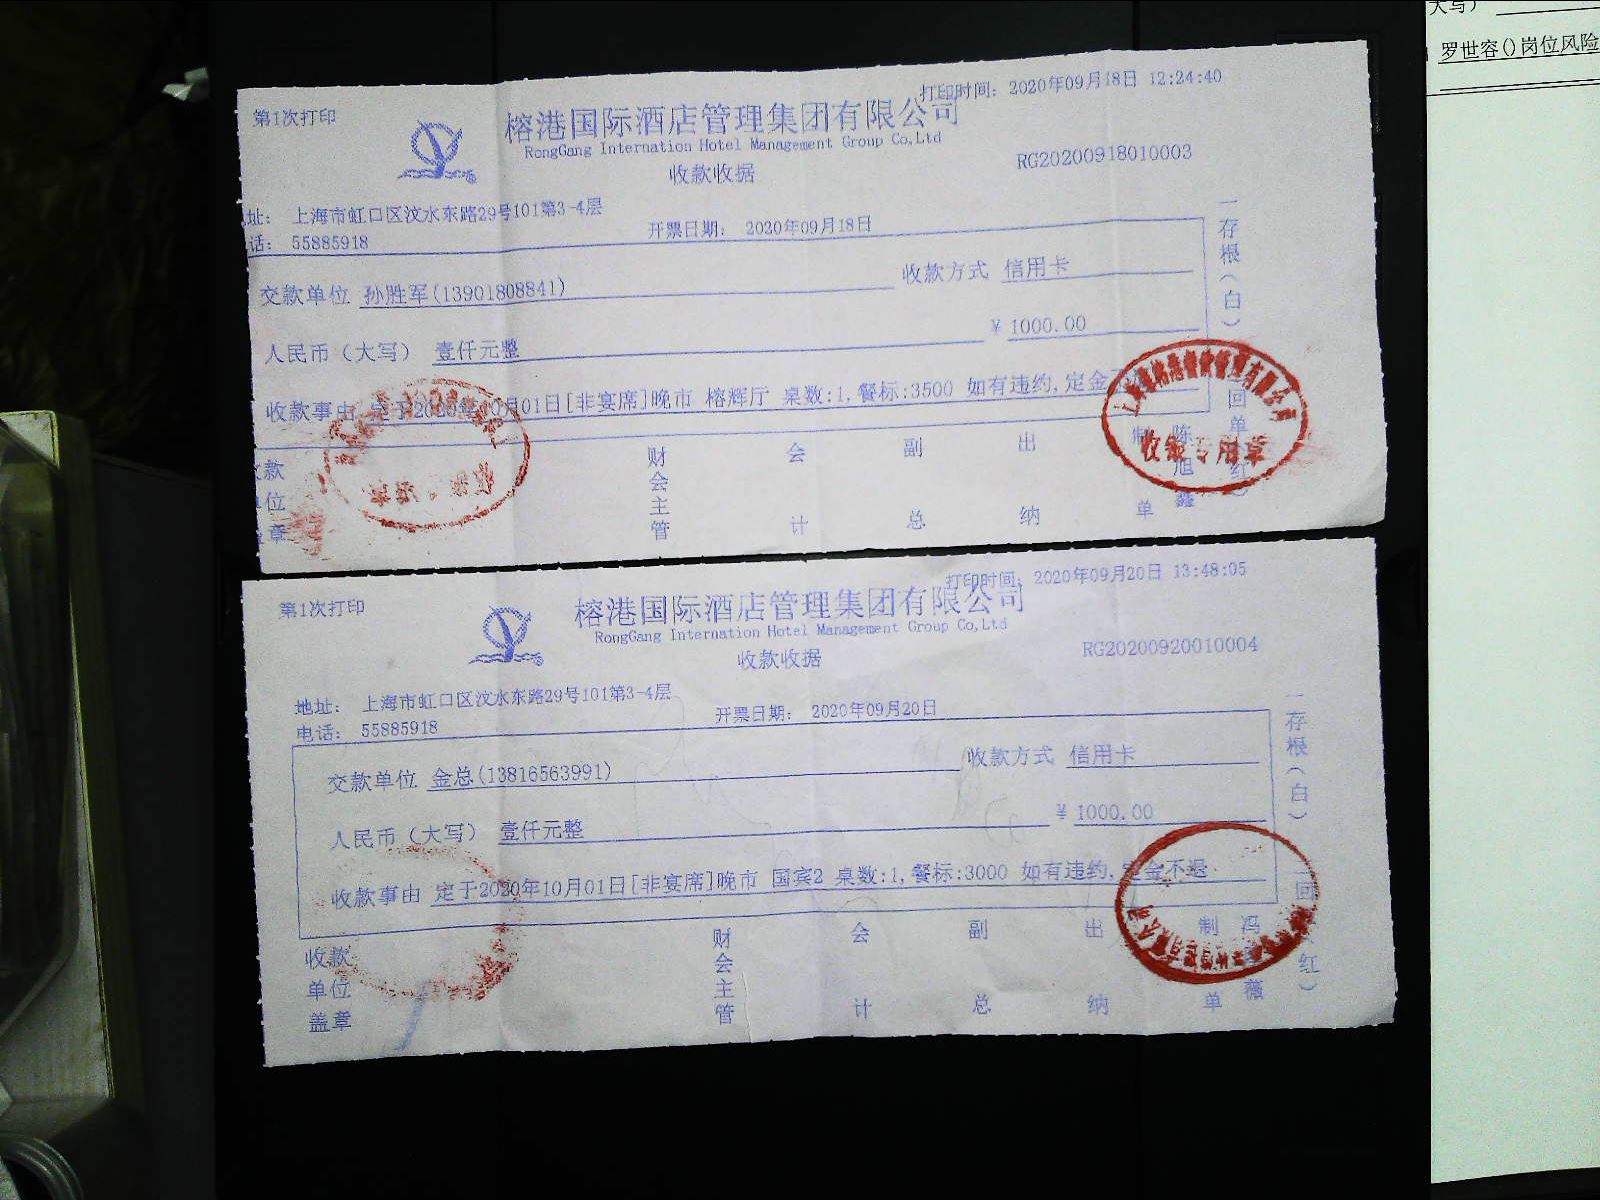 第1次打印
打印时间: 2020年09月18日 12:24:40
榕港国际酒店管理集团有限公司
RongGang Internation Hotel Management Group Co,Ltd
收款收据
RG20200918010003
址: 上海市虹口区汶水东路29号101第3-4层
话: 55885918
开票日期: 2020年09月18日
交款单位 孙胜军(13901808841)
收款方式 信用卡
人民币(大写) 壹仟元整
¥ 1000.00
收款事由 定于2020年10月01日[非宴席]晚市 榕辉厅 桌数:1,餐标:3500 如有违约,定金不
一存根(白)
回单 红)
款
位
章
财会主管
会计
副总
出纳
制单
陈旭鑫
收银专用章
第1次打印
打印时间: 2020年09月20日 13:48:05
榕港国际酒店管理集团有限公司
RongGang Internation Hotel Management Group Co,Ltd
收款收据
RG20200920010004
地址: 上海市虹口区汶水东路29号101第3-4层
电话: 55885918
开票日期: 2020年09月20日
交款单位 金总(13816563991)
收款方式 信用卡
人民币(大写) 壹仟元整
¥ 1000.00
收款事由 定于2020年10月01日[非宴席]晚市 国宾2 桌数:1,餐标:3000 如有违约,定金不退
一存根(白)
二回 红)
收款
单位
盖章
财会主管
会计
副总
出纳
制单
冯 薇
大写)
罗世容()岗位风险